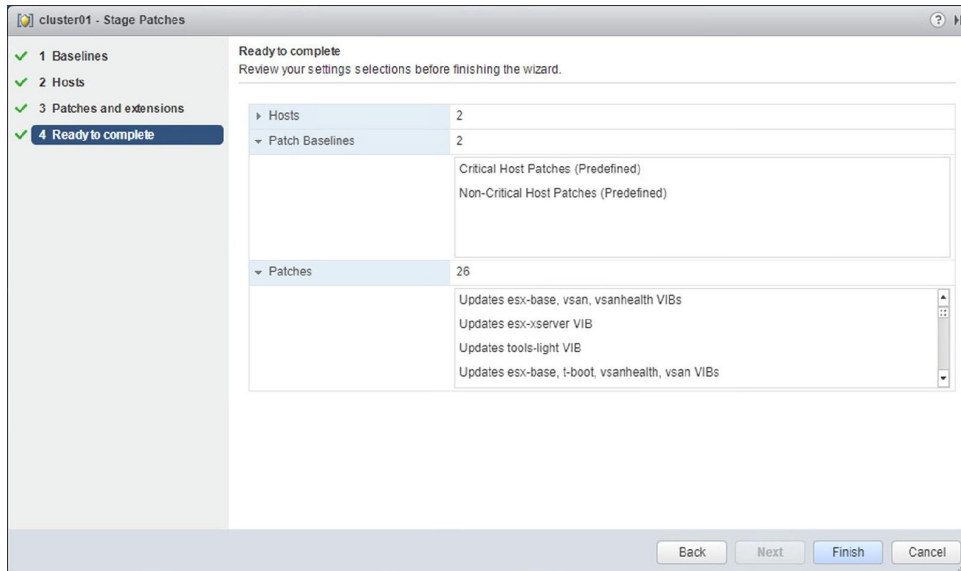 cluster01 - Stage Patches
?
1 Baselines
2 Hosts
3 Patches and extensions
4 Ready to complete
Ready to complete
Review your settings selections before finishing the wizard.
Hosts 2
Patch Baselines 2
Critical Host Patches (Predefined)
Non-Critical Host Patches (Predefined)
Patches 26
Updates esx-base, vsan, vsanhealth VIBs
Updates esx-xserver VIB
Updates tools-light VIB
Updates esx-base, t-boot, vsanhealth, vsan VIBs
Back Next Finish Cancel